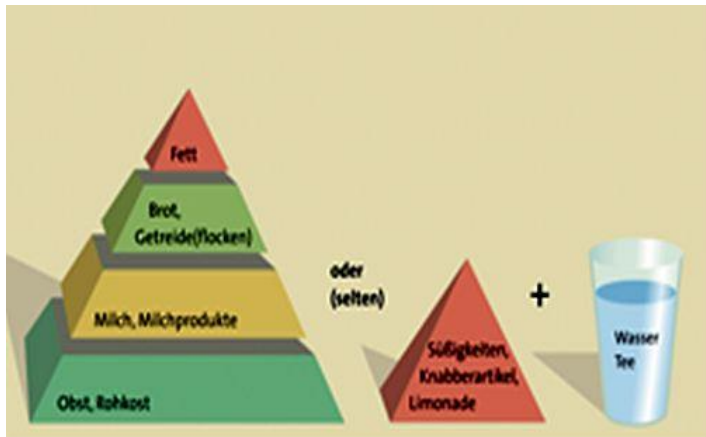 Fett
Brot,
Getreide(flocken)
Milch, Milchprodukte
Obst, Rohkost
oder
(selten)
Süßigkeiten,
Knabberartikel,
Limonade
+
Wasser
Tee